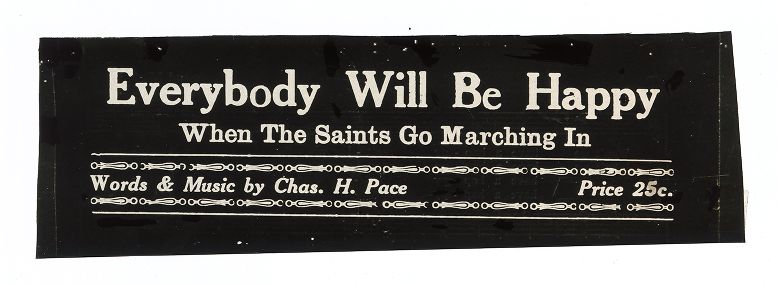 Everybody Will Be Happy
When The Saints Go Marching In
Words & Music by Chas. H. Pace Price 25c.